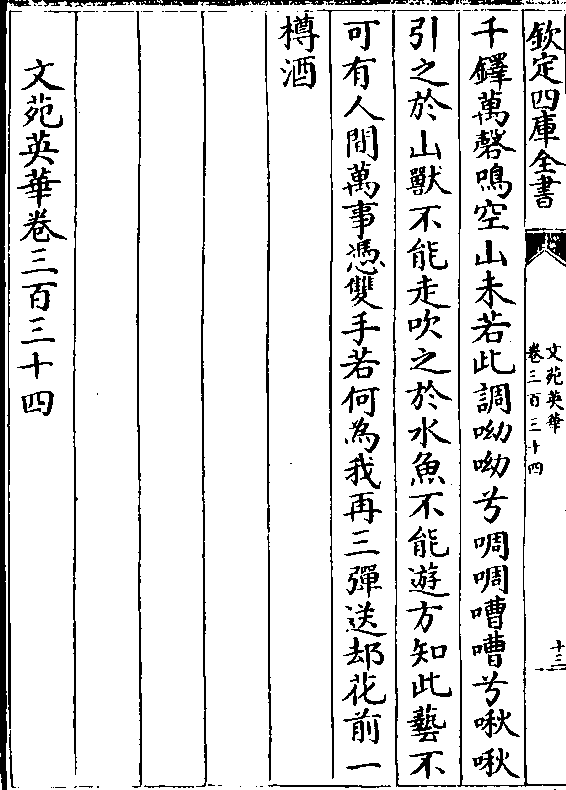 欽定四庫全書
文苑英華
卷三百三十四
十三
千鐸萬磬鳴空山未若此調呦呦兮啁啁嘈嘈兮啾啾
引之於山獸不能走吹之於水魚不能遊方知此藝不
可有人間萬事憑雙手若何為我再三彈送却花前一
樽酒
文苑英華卷三百三十四